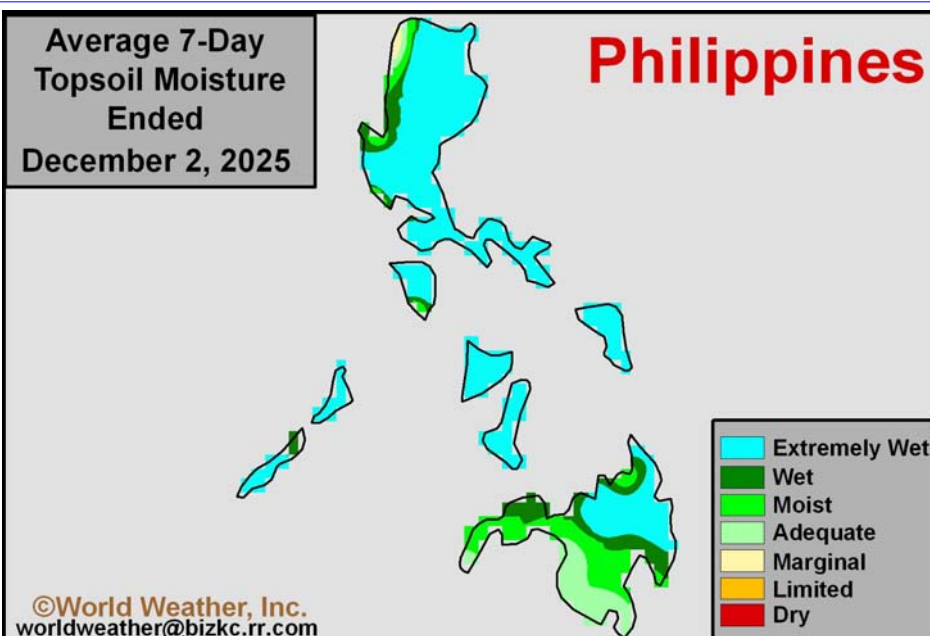 Average 7-Day
Topsoil Moisture
Ended
December 2, 2025
Philippines
Extremely Wet
Wet
Moist
Adequate
Marginal
Limited
Dry
©World Weather, Inc.
worldweather@bizkc.rr.com